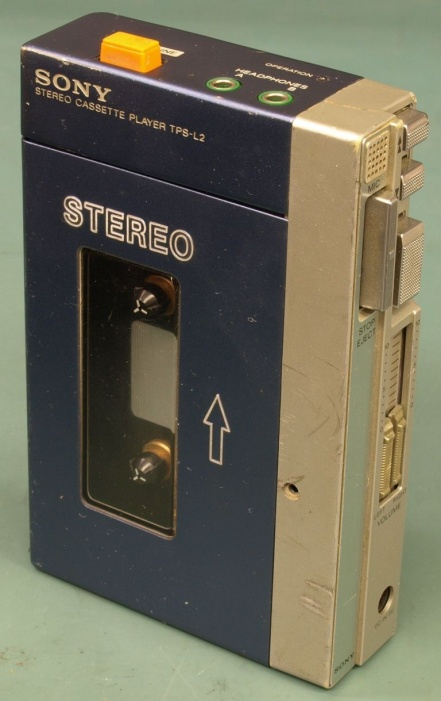 SONY
STEREO CASSETTE PLAYER TPS-L2
HEADPHONES
A
B
OPERATION
STEREO
MIC
STOP
EJECT
VOLUME
SONY